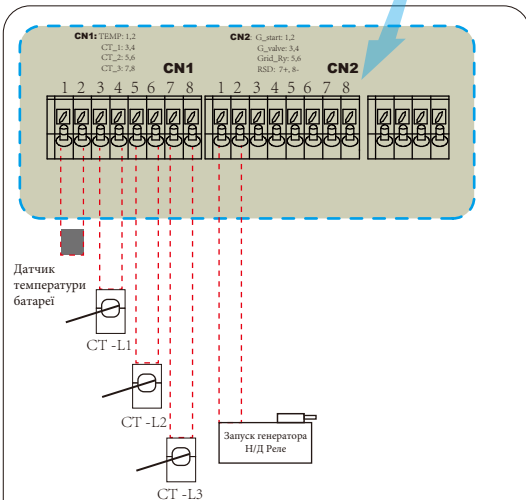 CN1: TEMP: 1,2
CT_1: 3,4
CT_2: 5,6
CT_3: 7,8
CN2: G_start: 1,2
G_valve: 3,4
Grid_Ry: 5,6
RSD: 7+, 8-
CN1
CN2
1 2 3 4 5 6 7 8
1 2 3 4 5 6 7 8
Датчик
температури
батареї
CT -L1
CT -L2
CT -L3
Запуск генератора
Н/Д Реле